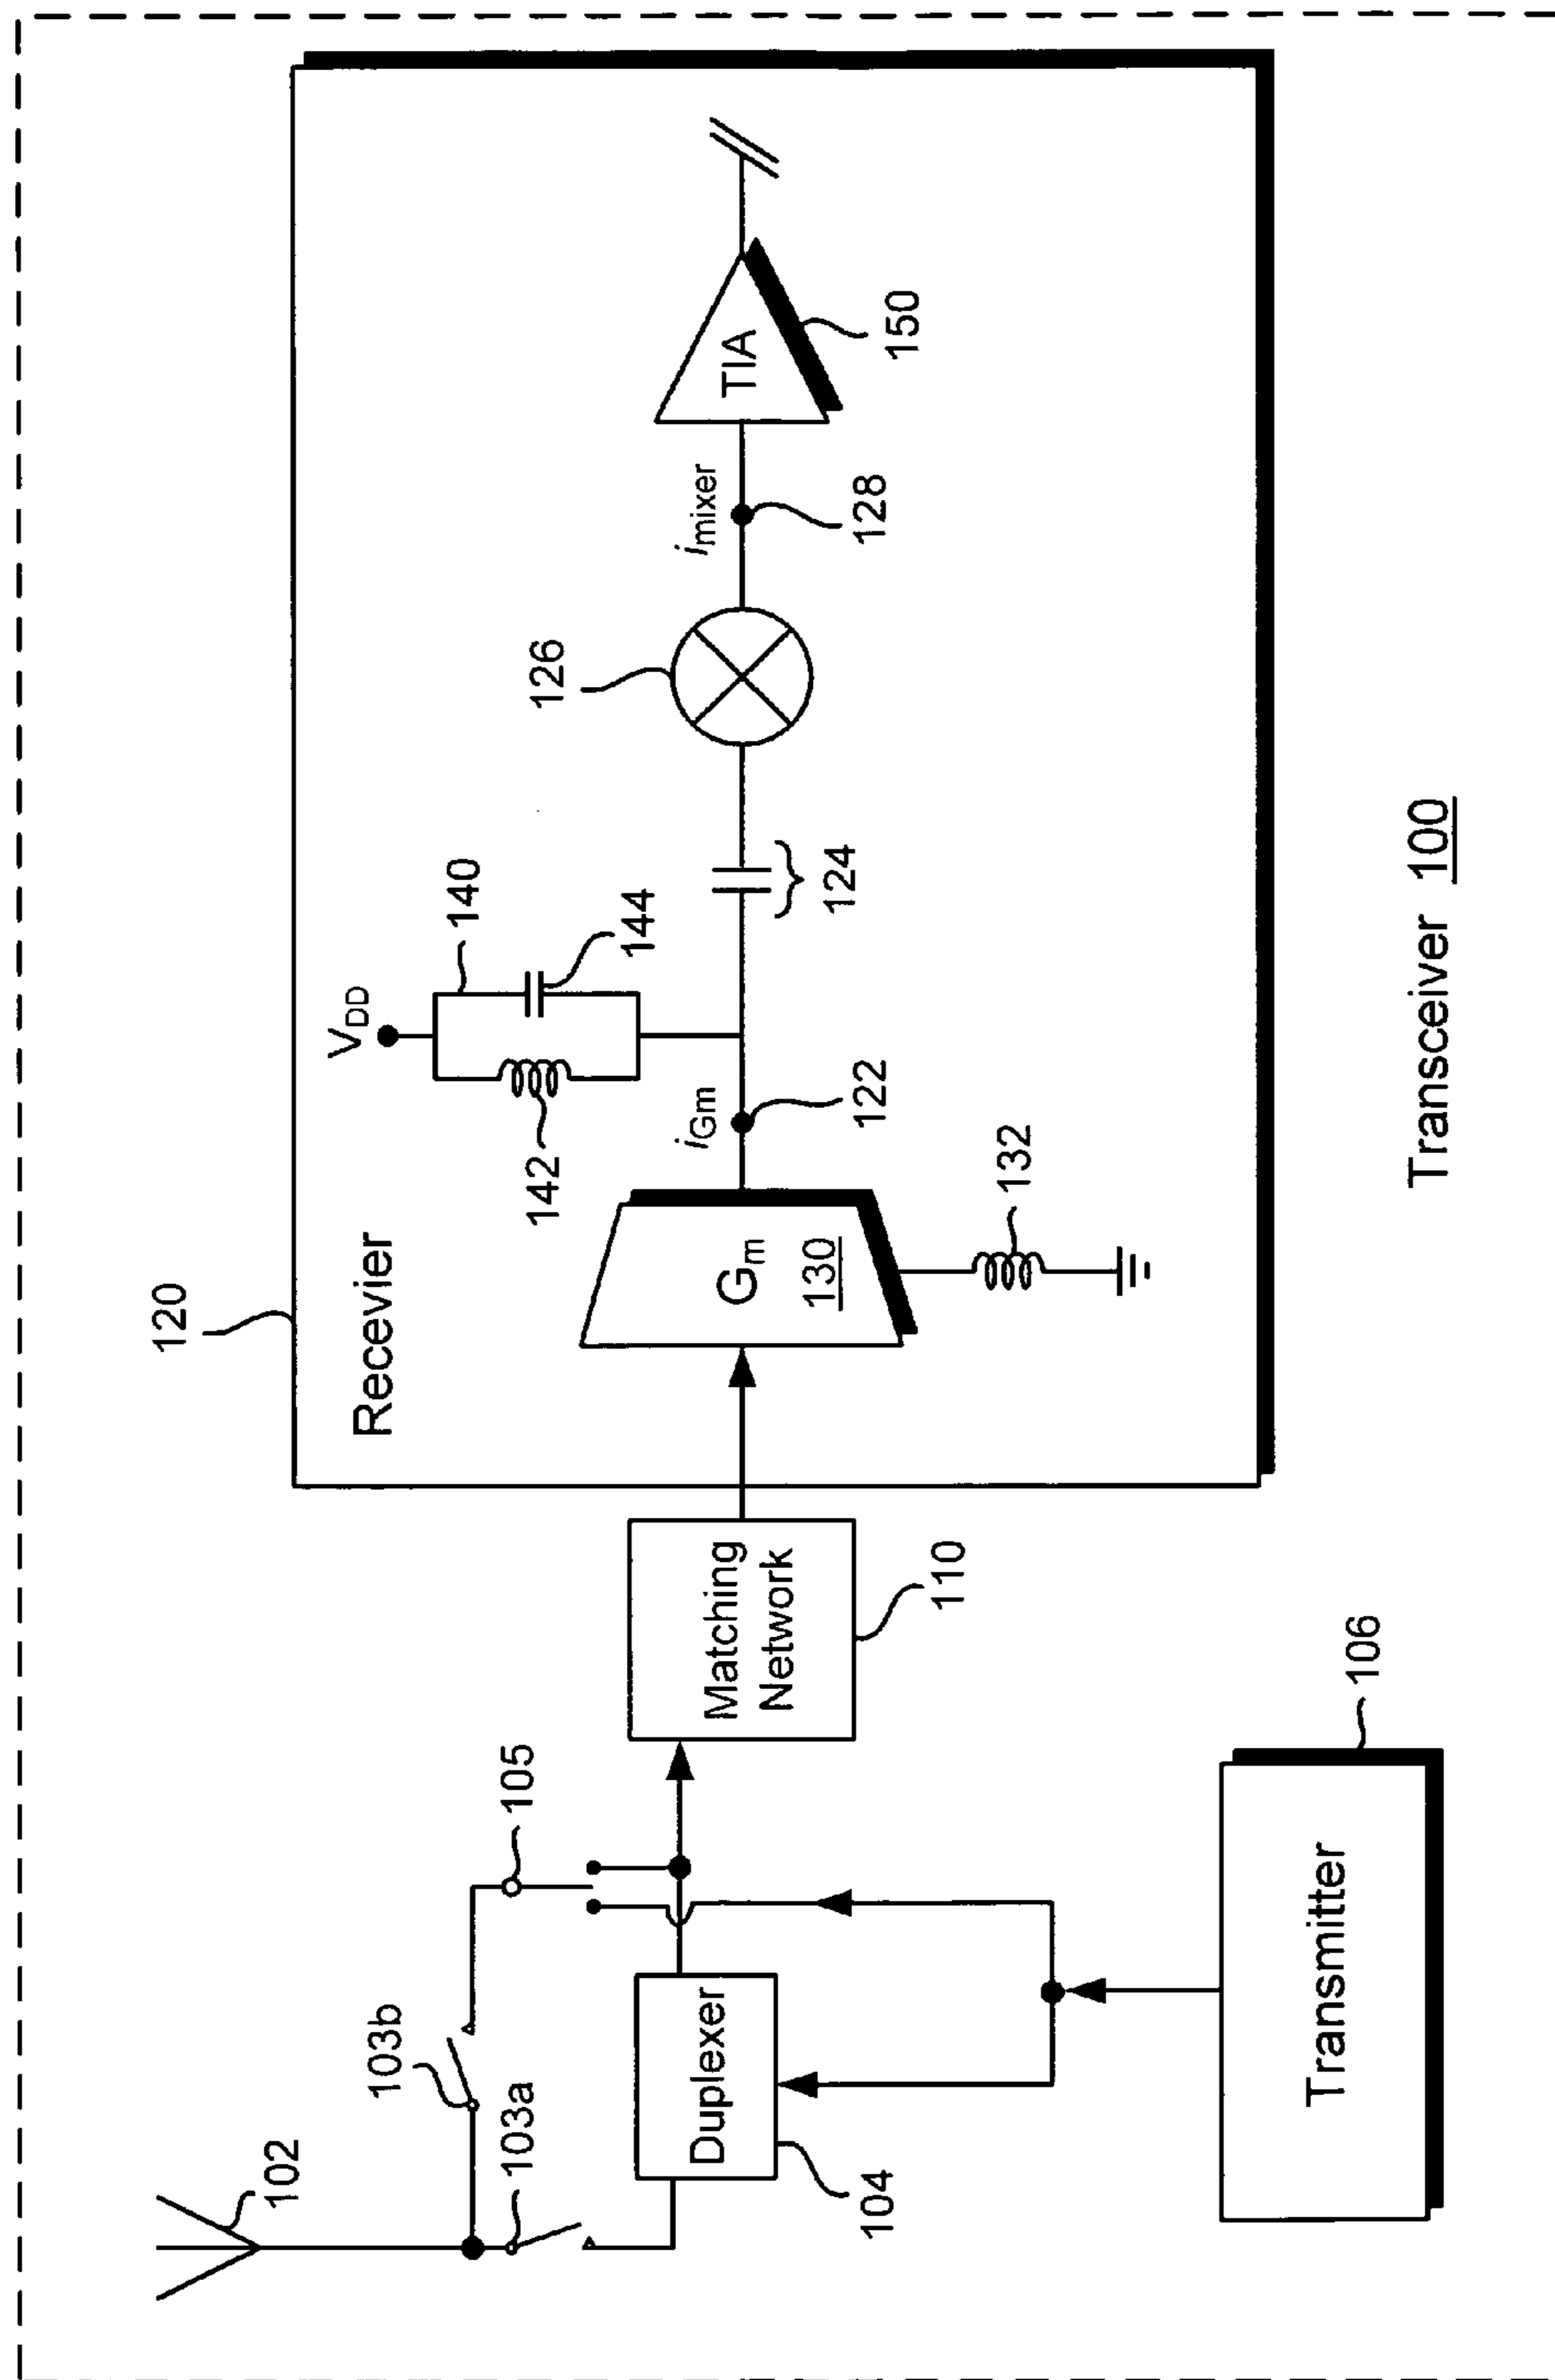 102
103b
103a
105
Duplexer
104
Transmitter
106
Matching
Network
110
120
Recevier
Gm
130
132
iGm
122
VDD
140
142
144
124
126
imixer
128
TIA
150
Transceiver 100